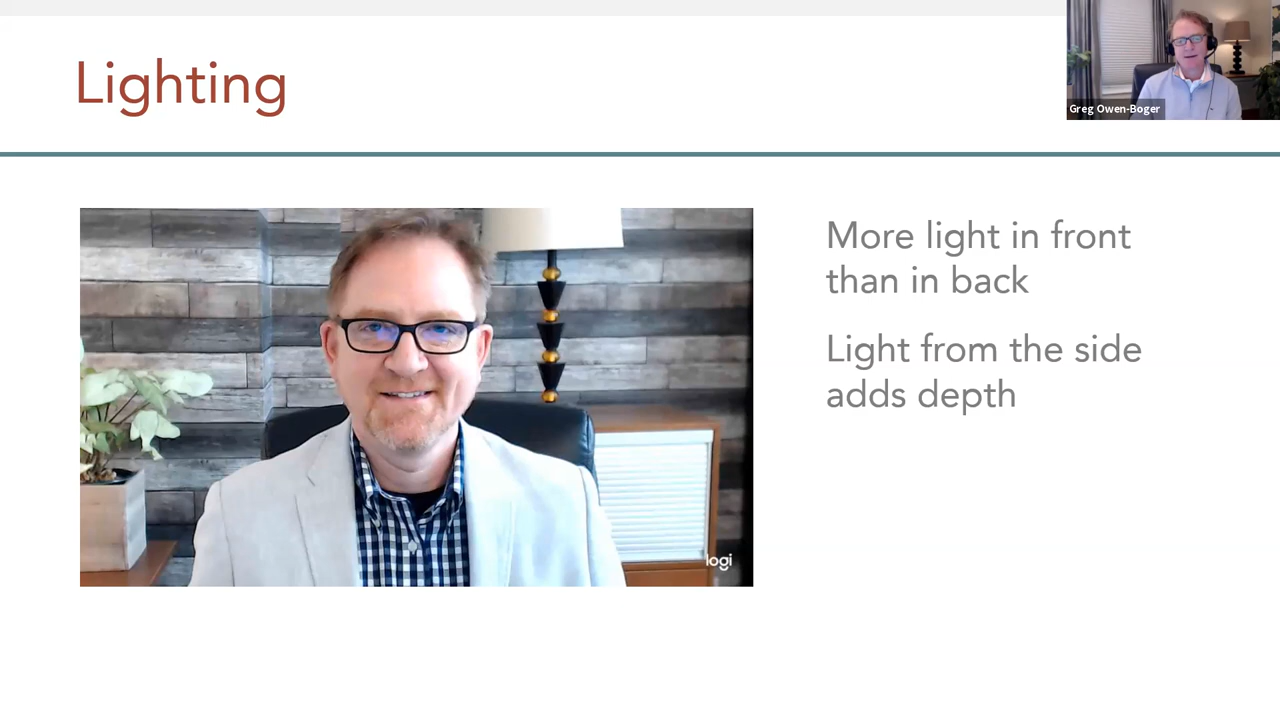 Lighting
Greg Owen-Boger
More light in front
than in back
Light from the side
adds depth
logi